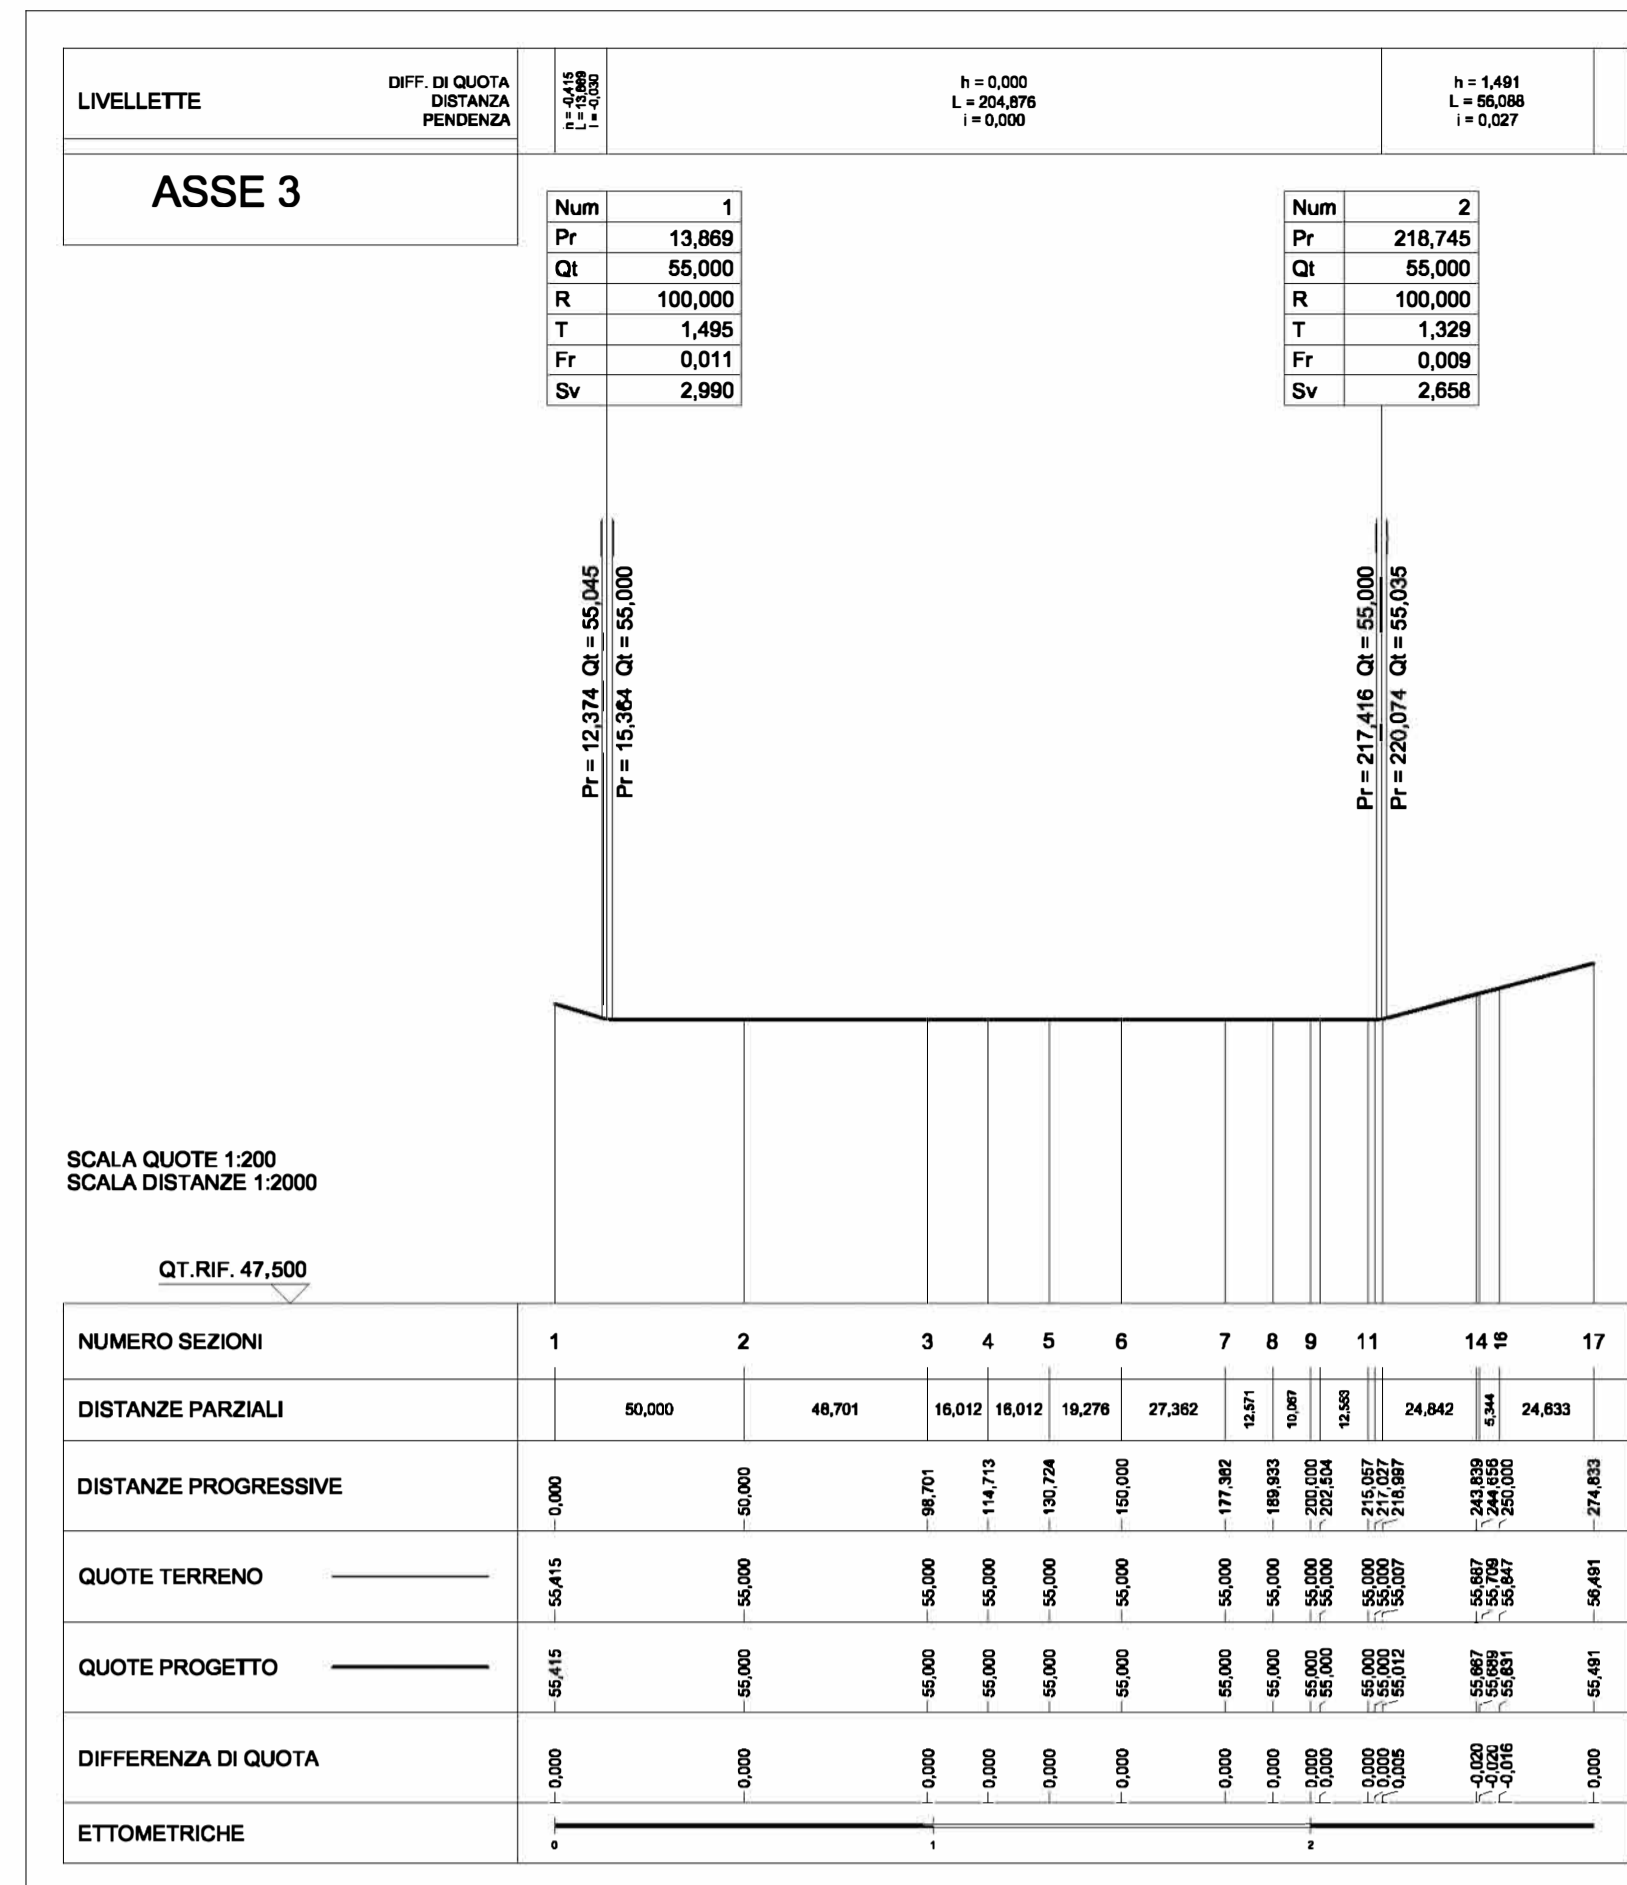 LIVELLETTE
DIFF. DI QUOTA
DISTANZA
PENDENZA
h = -0,415
L = 13,869
i = -0,030
h = 0,000
L = 204,876
i = 0,000
h = 1,491
L = 56,088
i = 0,027
ASSE 3
Num 1
Pr 13,869
Qt 55,000
R 100,000
T 1,495
Fr 0,011
Sv 2,990
Num 2
Pr 218,745
Qt 55,000
R 100,000
T 1,329
Fr 0,009
Sv 2,658
Pr = 12,374 Qt = 55,045
Pr = 15,364 Qt = 55,000
Pr = 217,416 Qt = 55,000
Pr = 220,074 Qt = 55,035
SCALA QUOTE 1:200
SCALA DISTANZE 1:2000
QT.RIF. 47,500
NUMERO SEZIONI 1 2 3 4 5 6 7 8 9 11 14 16 17
DISTANZE PARZIALI 50,000 48,701 16,012 16,012 19,276 27,362 12,571 10,067 12,553 24,842 5,344 24,633
DISTANZE PROGRESSIVE 0,000 50,000 98,701 114,713 130,724 150,000 177,362 189,933 200,000 202,504 215,057 217,027 218,997 243,839 244,656 250,000 274,833
QUOTE TERRENO 55,415 55,000 55,000 55,000 55,000 55,000 55,000 55,000 55,000 55,000 55,000 55,000 55,007 55,687 55,709 55,847 56,491
QUOTE PROGETTO 55,415 55,000 55,000 55,000 55,000 55,000 55,000 55,000 55,000 55,000 55,000 55,000 55,012 55,667 55,689 55,831 55,491
DIFFERENZA DI QUOTA 0,000 0,000 0,000 0,000 0,000 0,000 0,000 0,000 0,000 0,000 0,000 0,000 0,005 -0,020 -0,020 -0,016 0,000
ETTOMETRICHE 0 1 2